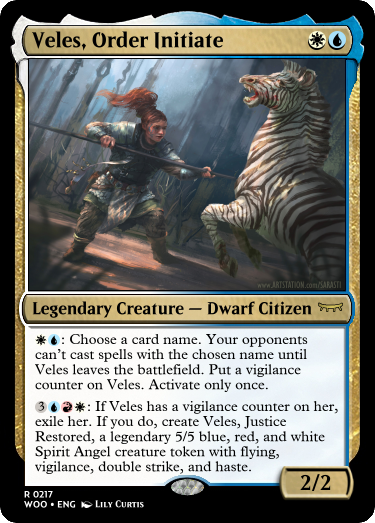 Veles, Order Initiate
www.ARTSTATION.com/SARASTI
Legendary Creature — Dwarf Citizen
: Choose a card name. Your opponents
can't cast spells with the chosen name until
Veles leaves the battlefield. Put a vigilance
counter on Veles. Activate only once.
3: If Veles has a vigilance counter on her,
exile her. If you do, create Veles, Justice
Restored, a legendary 5/5 blue, red, and white
Spirit Angel creature token with flying,
vigilance, double strike, and haste.
2/2
R 0217
WOO • ENG Lily Curtis